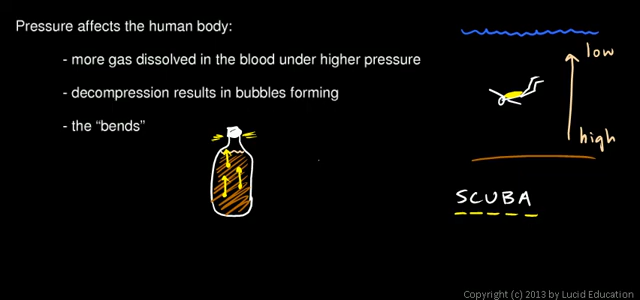 Pressure affects the human body:
- more gas dissolved in the blood under higher pressure
- decompression results in bubbles forming
- the “bends”
low
high
SCUBA
Copyright (c) 2013 by Lucid Education